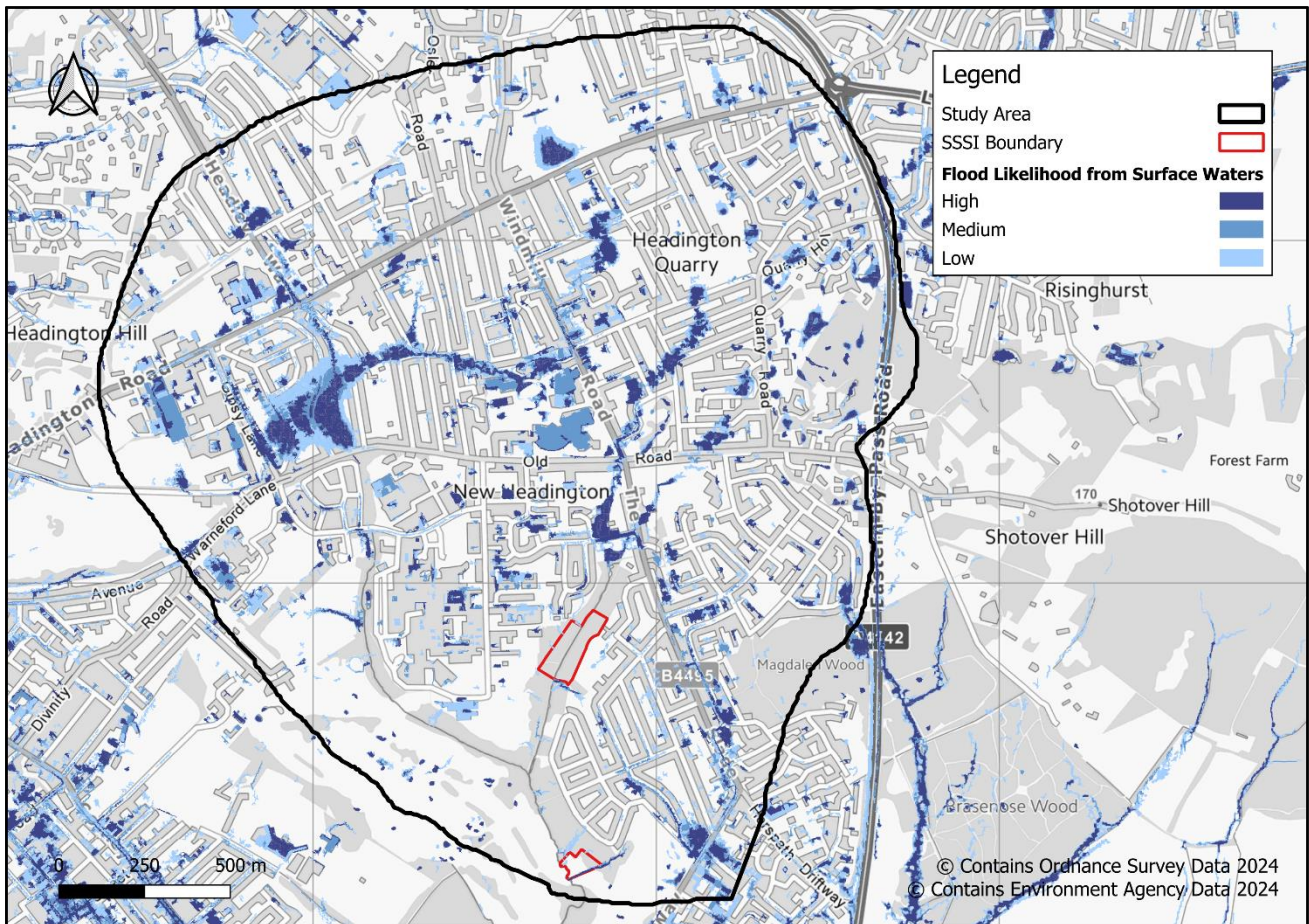 Legend
Study Area
SSSI Boundary
Flood Likelihood from Surface Waters
High
Medium
Low
Road
Windmill
Headington
Quarry
Quarry Hol
Risinghurst
Headington Hill
Road
Gipsy Lane
Road
Quarry
Road
Old
Road
New Headington
The
Forest Farm
170
Shotover Hill
Shotover Hill
Warneford Lane
Avenue
Road
Divinity
Eastern By-Pass Road
Magdalen Wood
A4142
B4495
Brasenose Wood
Driftway
0
250
500 m
© Contains Ordnance Survey Data 2024
© Contains Environment Agency Data 2024